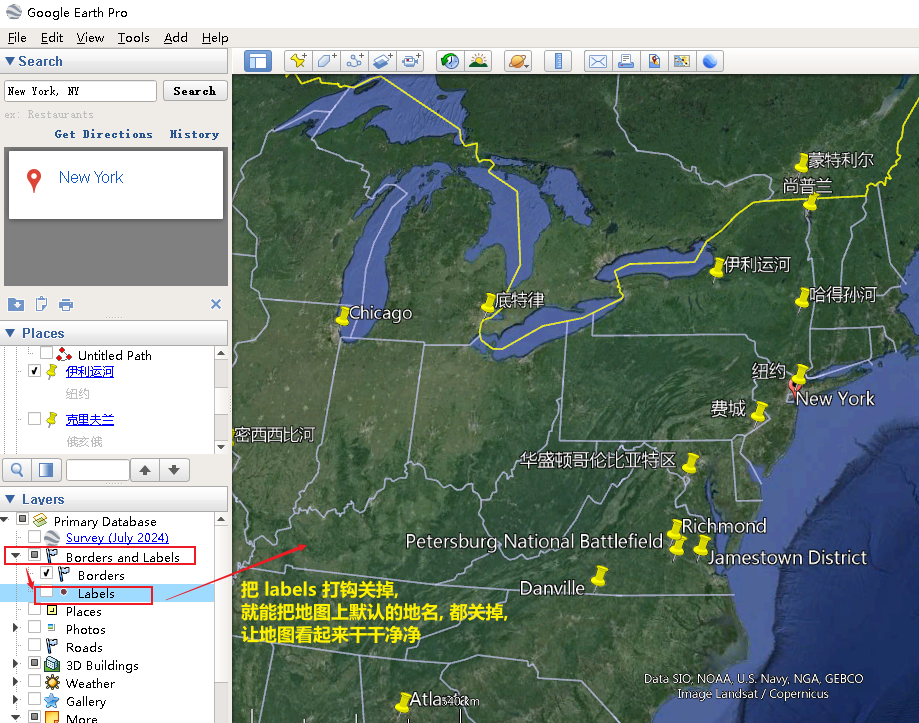 Google Earth Pro
File Edit View Tools Add Help
Search
New York, NY
Search
ex: Restaurants
Get Directions History
New York
Places
Untitled Path
伊利运河
纽约
克里夫兰
俄亥俄
Layers
Primary Database
Survey (July 2024)
Borders and Labels
Borders
Labels
Places
Photos
Roads
3D Buildings
Weather
Gallery
More
蒙特利尔
尚普兰
伊利运河
哈得孙河
底特律
Chicago
纽约
New York
费城
密西西比河
华盛顿哥伦比亚特区
Richmond
Petersburg National Battlefield
Jamestown District
Danville
把 labels 打钩关掉,
就能把地图上默认的地名, 都关掉,
让地图看起来干干净净
Data SIO, NOAA, U.S. Navy, NGA, GEBCO
Image Landsat / Copernicus
Atlanta
540 km